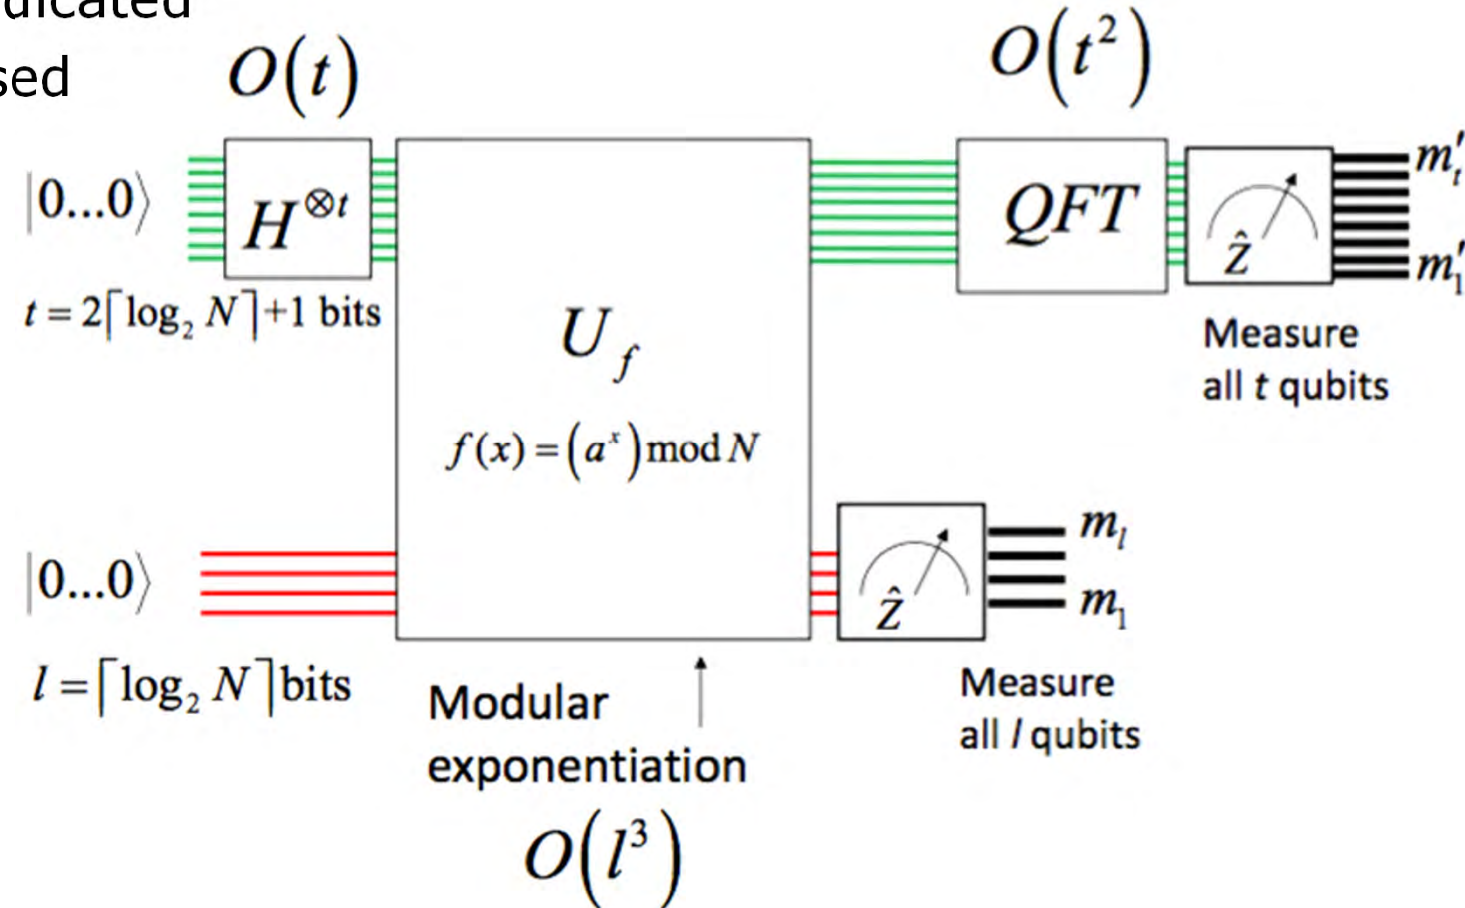 O(t)
O(t²)
|0...0⟩
H^{⊗t}
QFT
Ẑ
m'_t
m'_1
t = 2⌈log₂ N⌉+1 bits
Measure
all t qubits
U_f
f(x) = (a^x) mod N
|0...0⟩
Ẑ
m_l
m_1
l = ⌈log₂ N⌉ bits
Modular
exponentiation
Measure
all l qubits
O(l³)